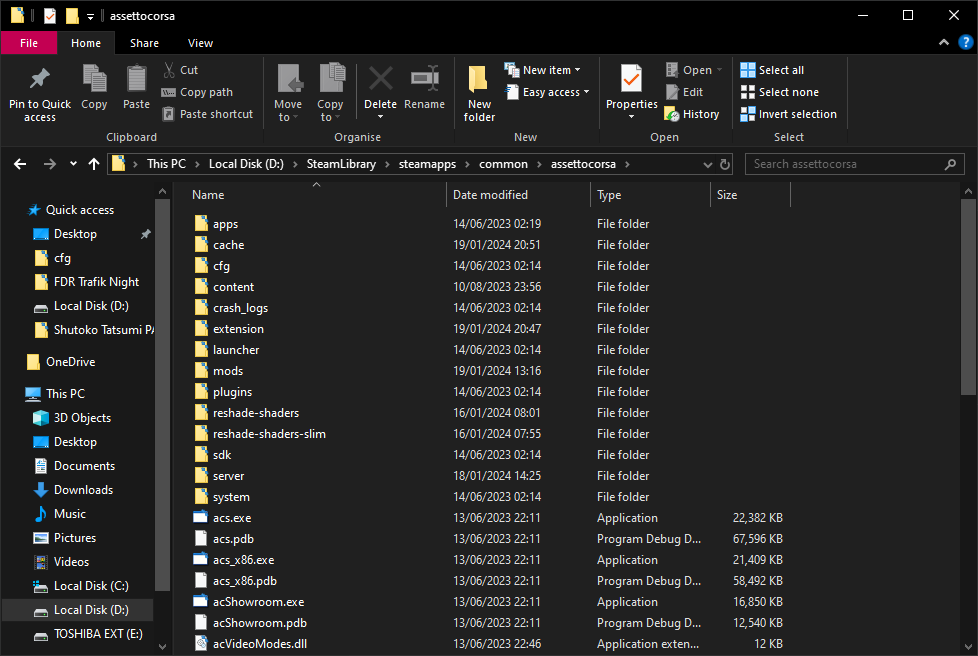 assettocorsa
File Home Share View
Pin to Quick access
Copy
Paste
Cut
Copy path
Paste shortcut
Clipboard
Move to
Copy to
Delete
Rename
Organise
New folder
New item
Easy access
New
Properties
Open
Edit
History
Open
Select all
Select none
Invert selection
Select
This PC > Local Disk (D:) > SteamLibrary > steamapps > common > assettocorsa >
Search assettocorsa
Quick access
Desktop
cfg
FDR Trafik Night
Local Disk (D:)
Shutoko Tatsumi PA
OneDrive
This PC
3D Objects
Desktop
Documents
Downloads
Music
Pictures
Videos
Local Disk (C:)
Local Disk (D:)
TOSHIBA EXT (E:)
Name Date modified Type Size
apps 14/06/2023 02:19 File folder
cache 19/01/2024 20:51 File folder
cfg 14/06/2023 02:14 File folder
content 10/08/2023 23:56 File folder
crash_logs 14/06/2023 02:14 File folder
extension 19/01/2024 20:47 File folder
launcher 14/06/2023 02:14 File folder
mods 19/01/2024 13:16 File folder
plugins 14/06/2023 02:14 File folder
reshade-shaders 16/01/2024 08:01 File folder
reshade-shaders-slim 16/01/2024 07:55 File folder
sdk 14/06/2023 02:14 File folder
server 18/01/2024 14:25 File folder
system 14/06/2023 02:14 File folder
acs.exe 13/06/2023 22:11 Application 22,382 KB
acs.pdb 13/06/2023 22:11 Program Debug D... 67,596 KB
acs_x86.exe 13/06/2023 22:11 Application 21,409 KB
acs_x86.pdb 13/06/2023 22:11 Program Debug D... 58,492 KB
acShowroom.exe 13/06/2023 22:11 Application 16,850 KB
acShowroom.pdb 13/06/2023 22:11 Program Debug D... 12,540 KB
acVideoModes.dll 13/06/2023 22:46 Application exten... 12 KB